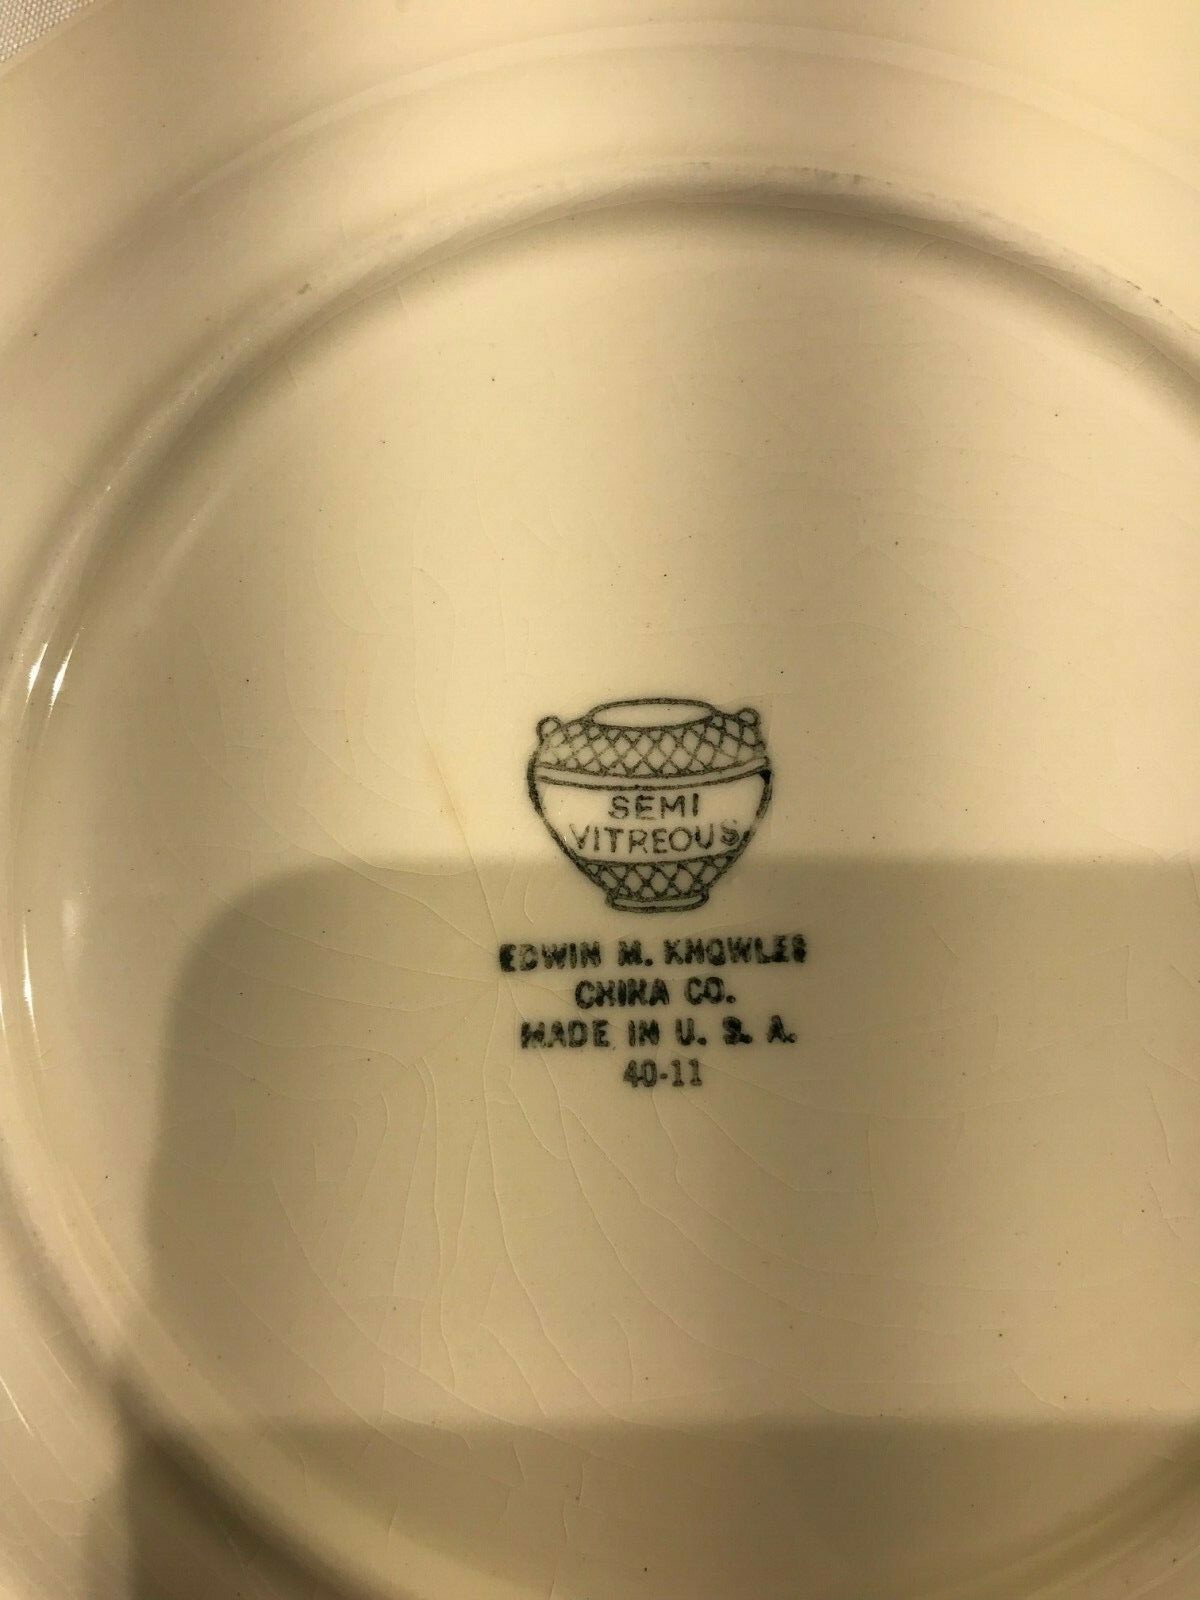 SEMI
VITREOUS
EDWIN M. KNOWLES
CHINA CO.
MADE IN U. S. A.
40-11